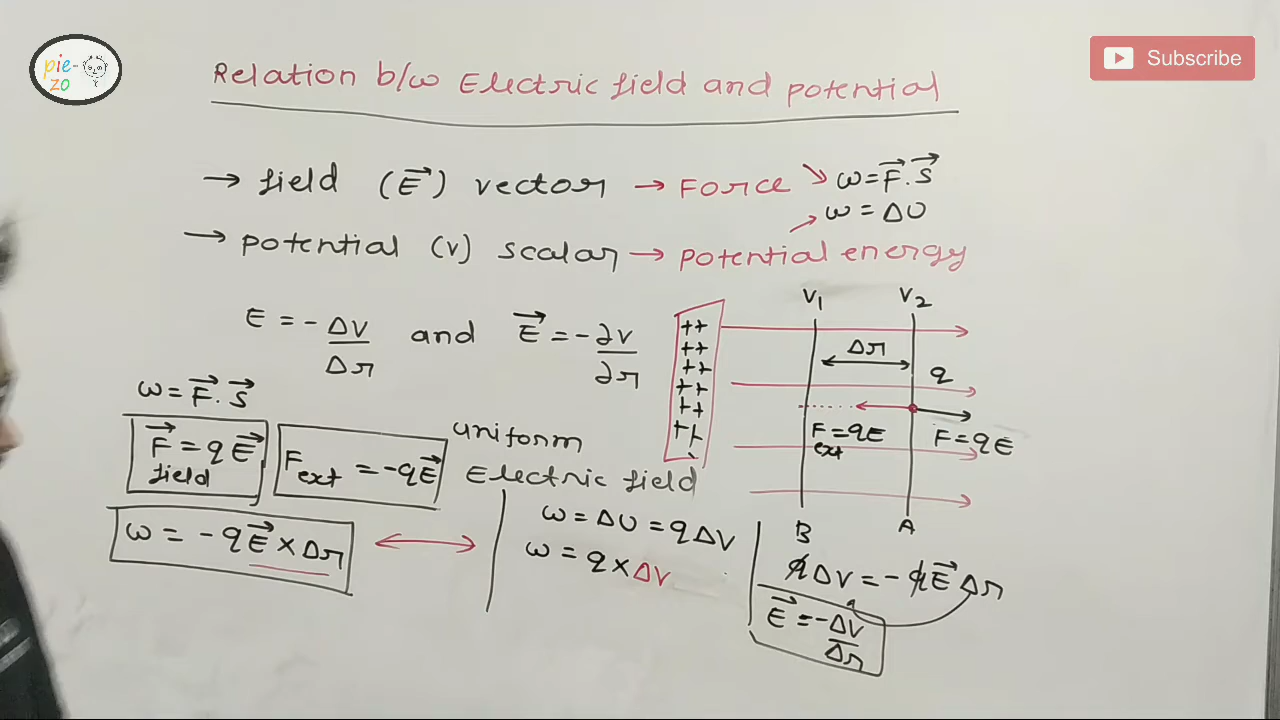 pie-
zo
Subscribe
Relation b/w Electric field and potential
→ field (E⃗) vector → Force ↘ w = F⃗.S⃗
↗ w = ΔU
→ potential (v) scalar → potential energy
E = -ΔV/Δr and E⃗ = -∂v/∂r
w = F⃗.S⃗
F⃗ field = qE⃗
F ext = -qE⃗
uniform
Electric field
w = -qE⃗ × Δr
w = ΔU = qΔV
w = q × ΔV
V1 V2
Δr
q
++
++
++
++
++
++
F ext = qE
F = qE
B A
qΔV = -qE⃗Δr
E⃗ = -ΔV/Δr